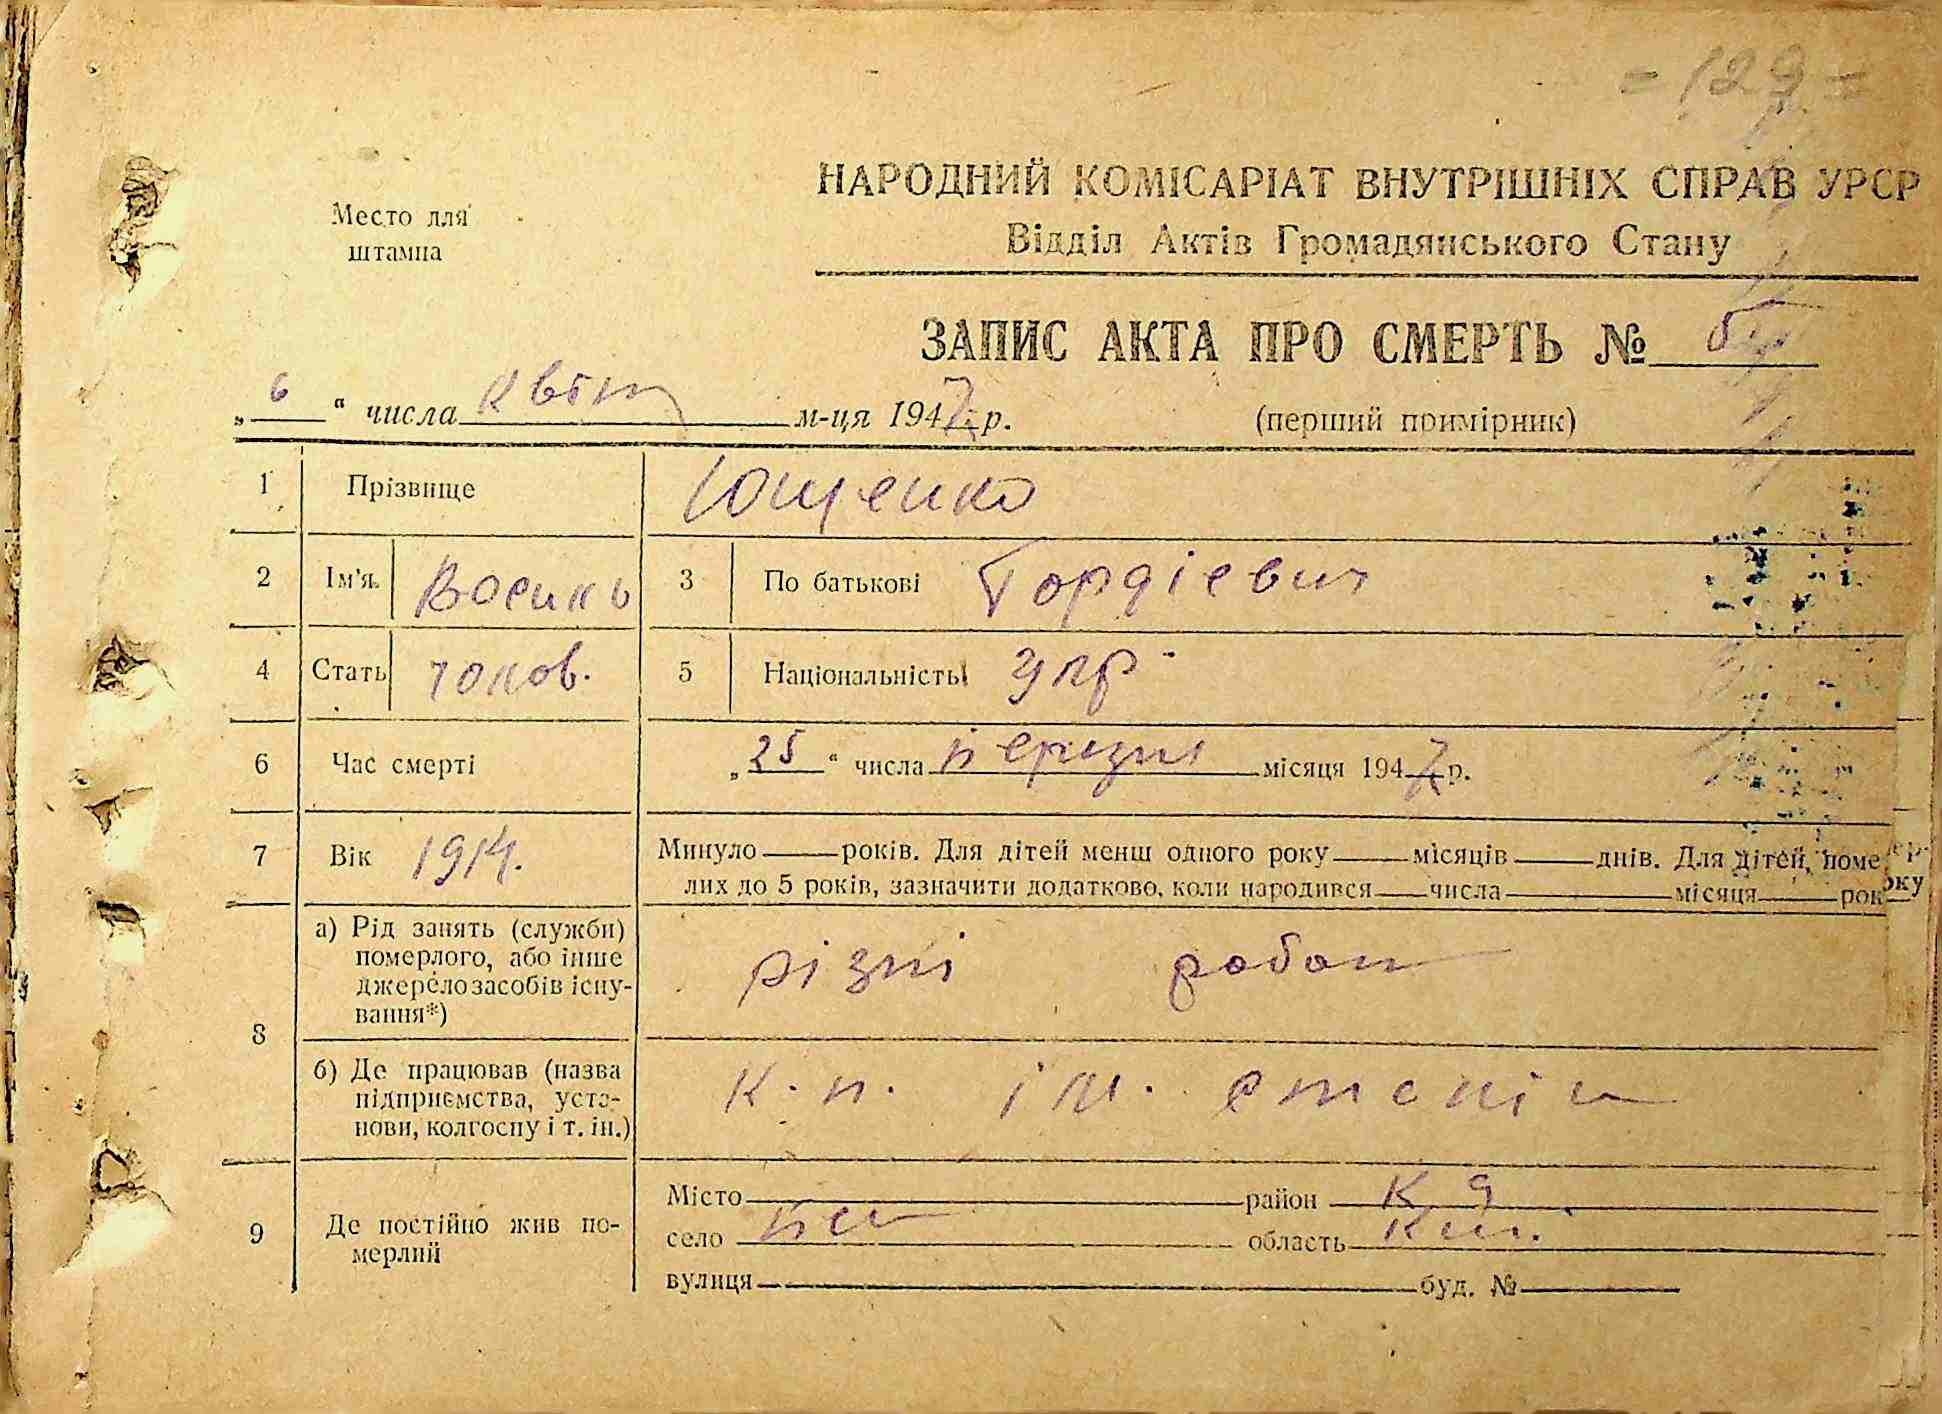 = 129 =
НАРОДНИЙ КОМІСАРІАТ ВНУТРІШНІХ СПРАВ УРСР
Место для штампа
Відділ Актів Громадянського Стану
ЗАПИС АКТА ПРО СМЕРТЬ №
„6“ числа квітн м-ця 1947 р. (перший примірник)
1 Прізвище Ющенко
2 Ім'я 3 По батькові Гордієвич
4 Стать чолов. 5 Національність укр
6 Час смерті „25“ числа березня місяця 1947 р.
7 Вік 1914. Минуло років. Для дітей менш одного року місяців днів. Для дітей, поме
лих до 5 років, зазначити додатково, коли народився числа місяця рок
8 а) Рід занять (служби) померлого, або інше джерело засобів існування*) різні робот
б) Де працював (назва підприємства, установи, колгоспу і т. ін.) к. п. ім. сталін
9 Де постійно жив померлий
Місто район К
село область
вулиця буд. №